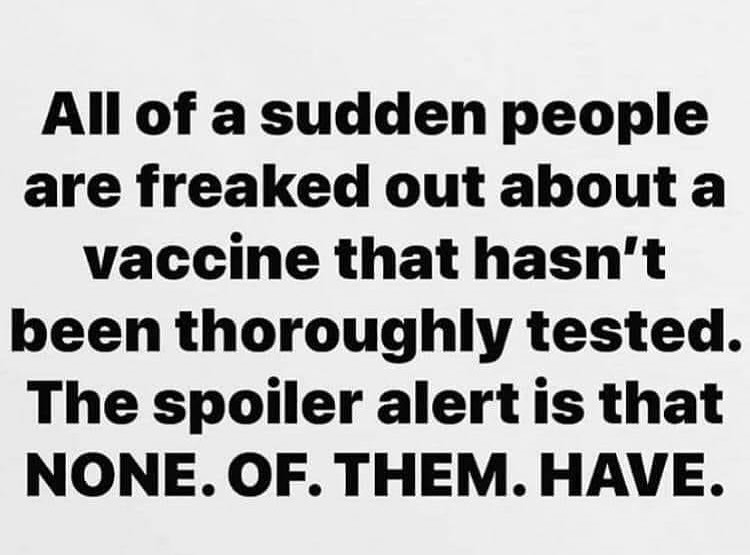 All of a sudden people
are freaked out about a
vaccine that hasn’t
been thoroughly tested.
The spoiler alert is that
NONE. OF. THEM. HAVE.